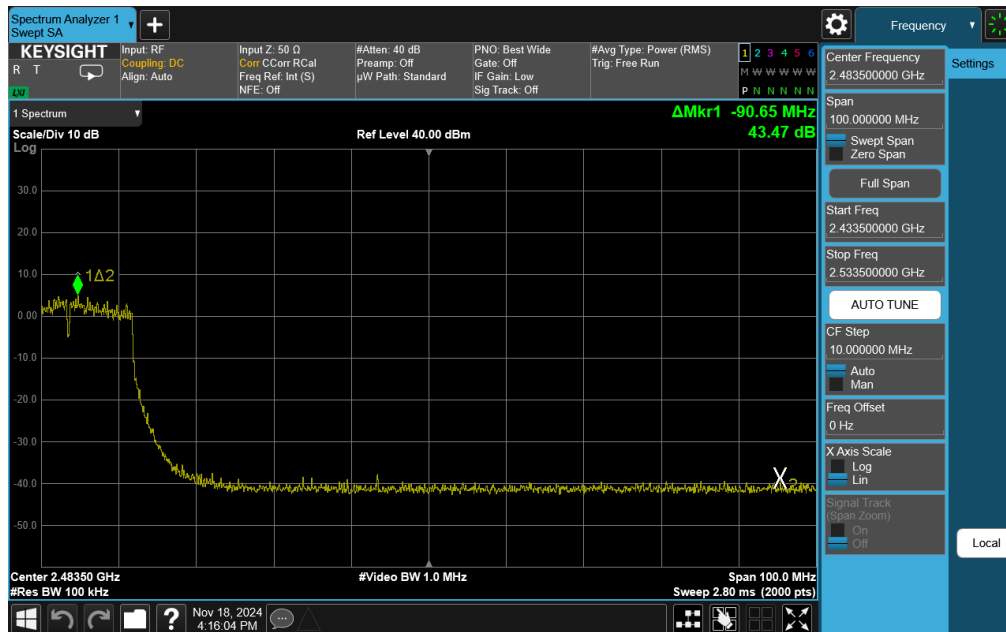 Spectrum Analyzer 1
Swept SA
+
Frequency
KEYSIGHT
R T
LXI
Input: RF
Coupling: DC
Align: Auto
Input Z: 50 Ω
Corr CCorr RCal
Freq Ref: Int (S)
NFE: Off
#Atten: 40 dB
Preamp: Off
µW Path: Standard
PNO: Best Wide
Gate: Off
IF Gain: Low
Sig Track: Off
#Avg Type: Power (RMS)
Trig: Free Run
1 2 3 4 5 6
M W W W W W
P N N N N N
1 Spectrum
ΔMkr1 -90.65 MHz
43.47 dB
Scale/Div 10 dB
Ref Level 40.00 dBm
Log
30.0
20.0
10.0
0.00
-10.0
-20.0
-30.0
-40.0
-50.0
1Δ2
X2
Center 2.48350 GHz
#Video BW 1.0 MHz
Span 100.0 MHz
#Res BW 100 kHz
Sweep 2.80 ms (2000 pts)
?
Nov 18, 2024
4:16:04 PM
Center Frequency
2.483500000 GHz
Settings
Span
100.000000 MHz
Swept Span
Zero Span
Full Span
Start Freq
2.433500000 GHz
Stop Freq
2.533500000 GHz
AUTO TUNE
CF Step
10.000000 MHz
Auto
Man
Freq Offset
0 Hz
X Axis Scale
Log
Lin
Signal Track
(Span Zoom)
On
Off
Local